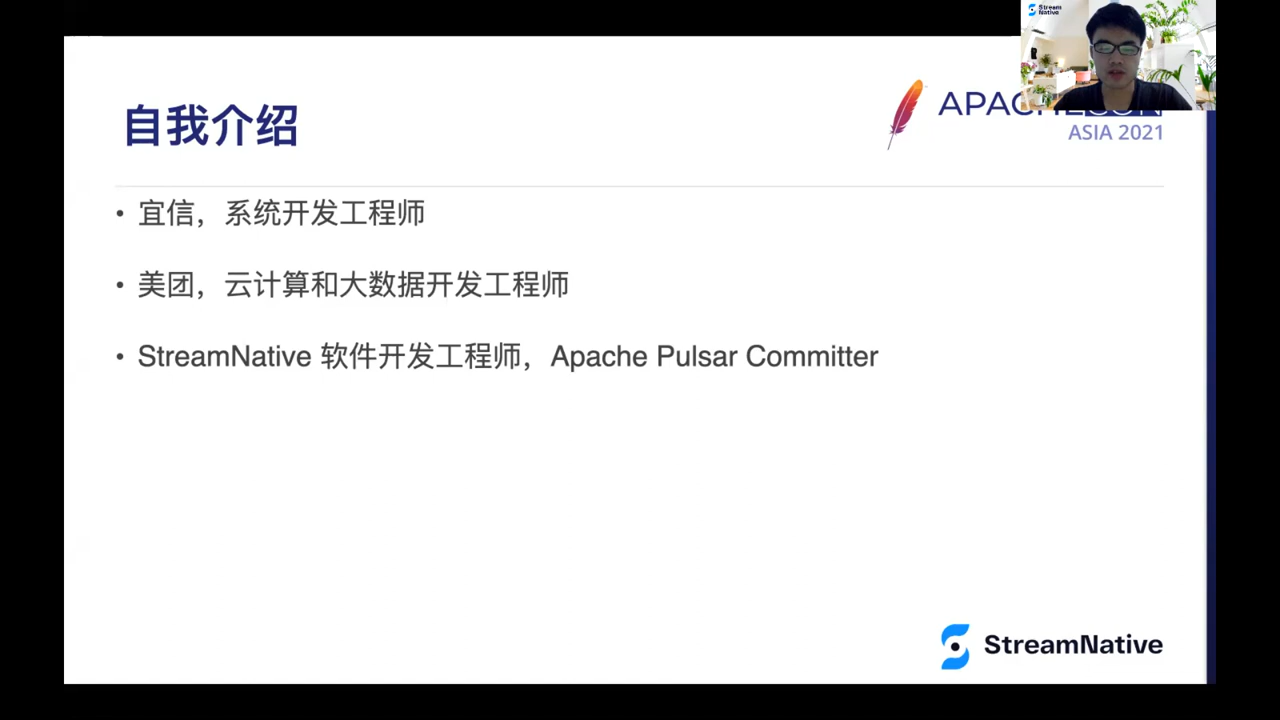 Stream
Native
自我介绍
APACHECON
ASIA 2021
• 宜信，系统开发工程师
• 美团，云计算和大数据开发工程师
• StreamNative 软件开发工程师，Apache Pulsar Committer
StreamNative